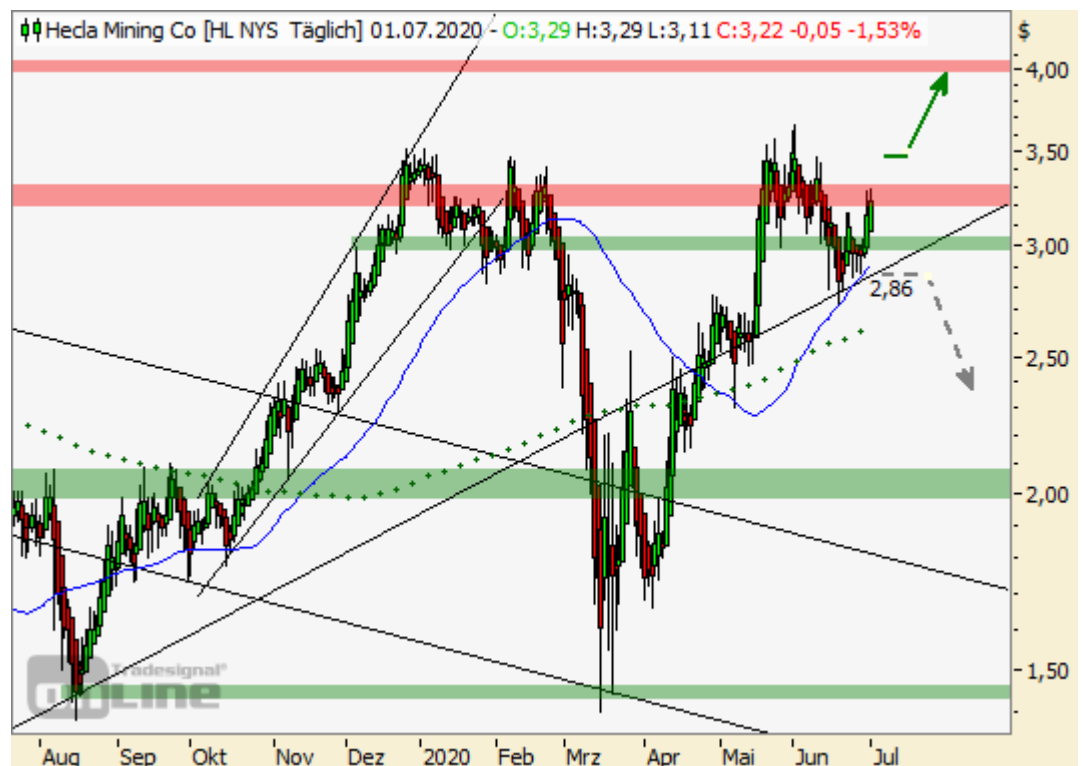 Hecla Mining Co [HL NYS Täglich] 01.07.2020 - O:3,29 H:3,29 L:3,11 C:3,22 -0,05 -1,53%
$
4,00
3,50
3,00
2,86
2,50
2,00
1,50
Tradesignal®
ONLINE
Aug Sep Okt Nov Dez 2020 Feb Mrz Apr Mai Jun Jul